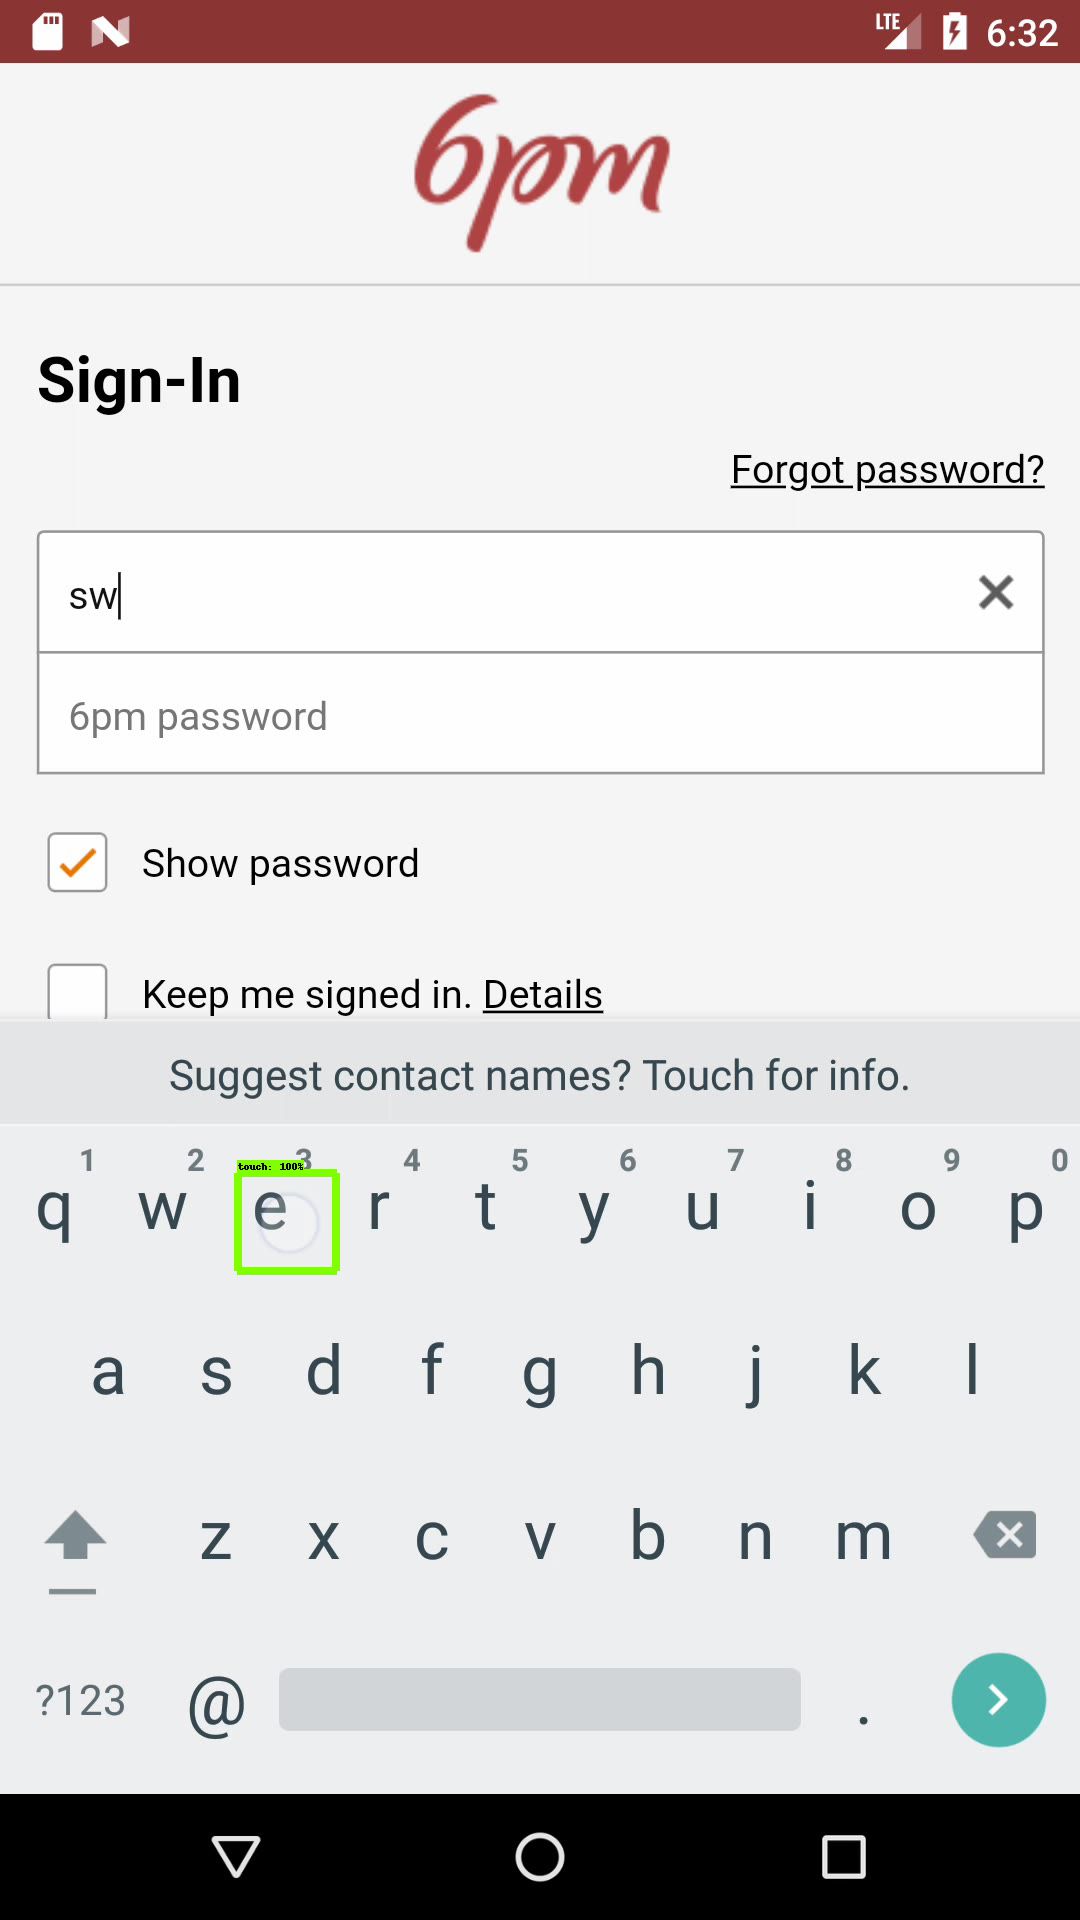 LTE 6:32
6pm
Sign-In
Forgot password?
sw
6pm password
Show password
Keep me signed in. Details
Suggest contact names? Touch for info.
touch: 100%
1 2 3 4 5 6 7 8 9 0
q w e r t y u i o p
a s d f g h j k l
z x c v b n m
?123 @ .